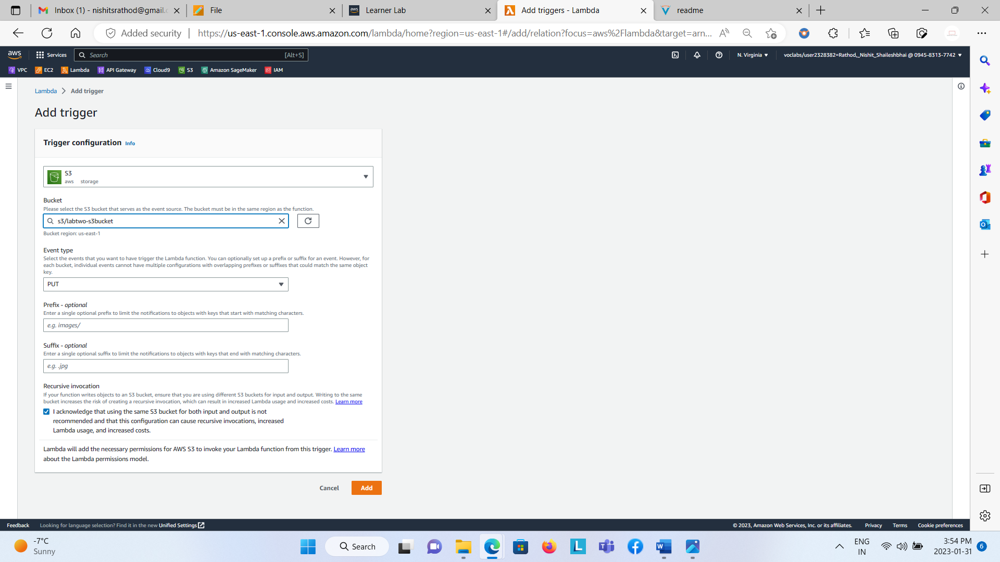 Inbox (1) - nishitsrathod@gmail.c
File
Learner Lab
Add triggers - Lambda
readme
Added security
https://us-east-1.console.aws.amazon.com/lambda/home?region=us-east-1#/add/relation?focus=aws%2Flambda&target=arn...
aws
Services
Search
[Alt+S]
N. Virginia
voclabs/user2328382=Rathod,_Nishit_Shaileshbhai @ 0945-8313-7742
VPC
EC2
Lambda
API Gateway
Cloud9
S3
Amazon SageMaker
IAM
Lambda
Add trigger
Add trigger
Trigger configuration Info
S3
aws storage
Bucket
Please select the S3 bucket that serves as the event source. The bucket must be in the same region as the function.
s3/labtwo-s3bucket
Bucket region: us-east-1
Event type
Select the events that you want to have trigger the Lambda function. You can optionally set up a prefix or suffix for an event. However, for
each bucket, individual events cannot have multiple configurations with overlapping prefixes or suffixes that could match the same object
key.
PUT
Prefix - optional
Enter a single optional prefix to limit the notifications to objects with keys that start with matching characters.
e.g. images/
Suffix - optional
Enter a single optional suffix to limit the notifications to objects with keys that end with matching characters.
e.g. .jpg
Recursive invocation
If your function writes objects to an S3 bucket, ensure that you are using different S3 buckets for input and output. Writing to the same
bucket increases the risk of creating a recursive invocation, which can result in increased Lambda usage and increased costs. Learn more
I acknowledge that using the same S3 bucket for both input and output is not
recommended and that this configuration can cause recursive invocations, increased
Lambda usage, and increased costs.
Lambda will add the necessary permissions for AWS S3 to invoke your Lambda function from this trigger. Learn more
about the Lambda permissions model.
Cancel
Add
Feedback
Looking for language selection? Find it in the new Unified Settings
© 2023, Amazon Web Services, Inc. or its affiliates.
Privacy
Terms
Cookie preferences
-7°C
Sunny
Search
ENG
IN
3:54 PM
2023-01-31
6